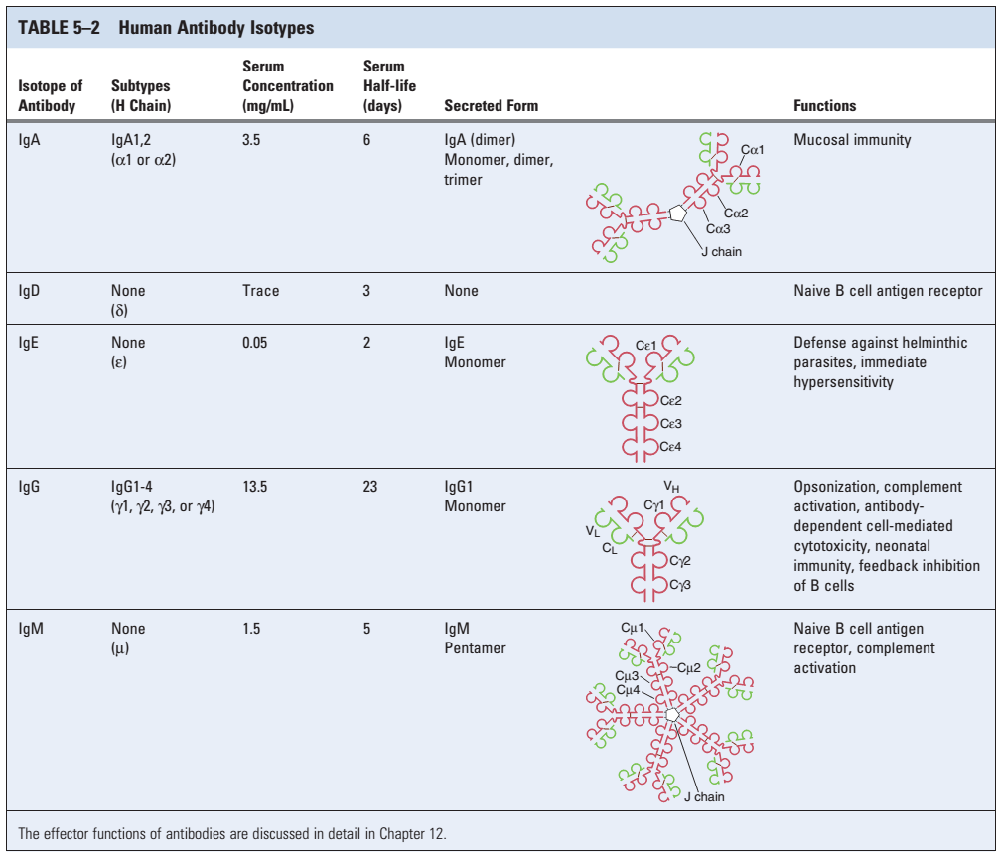 TABLE 5–2 Human Antibody Isotypes
Isotope of Antibody
Subtypes (H Chain)
Serum Concentration (mg/mL)
Serum Half-life (days)
Secreted Form
Functions
IgA
IgA1,2
(α1 or α2)
3.5
6
IgA (dimer)
Monomer, dimer,
trimer
Cα1
Cα2
Cα3
J chain
Mucosal immunity
IgD
None
(δ)
Trace
3
None
Naive B cell antigen receptor
IgE
None
(ε)
0.05
2
IgE
Monomer
Cε1
Cε2
Cε3
Cε4
Defense against helminthic
parasites, immediate
hypersensitivity
IgG
IgG1-4
(γ1, γ2, γ3, or γ4)
13.5
23
IgG1
Monomer
VH
Cγ1
VL
CL
Cγ2
Cγ3
Opsonization, complement
activation, antibody-
dependent cell-mediated
cytotoxicity, neonatal
immunity, feedback inhibition
of B cells
IgM
None
(μ)
1.5
5
IgM
Pentamer
Cμ1
Cμ2
Cμ3
Cμ4
J chain
Naive B cell antigen
receptor, complement
activation
The effector functions of antibodies are discussed in detail in Chapter 12.